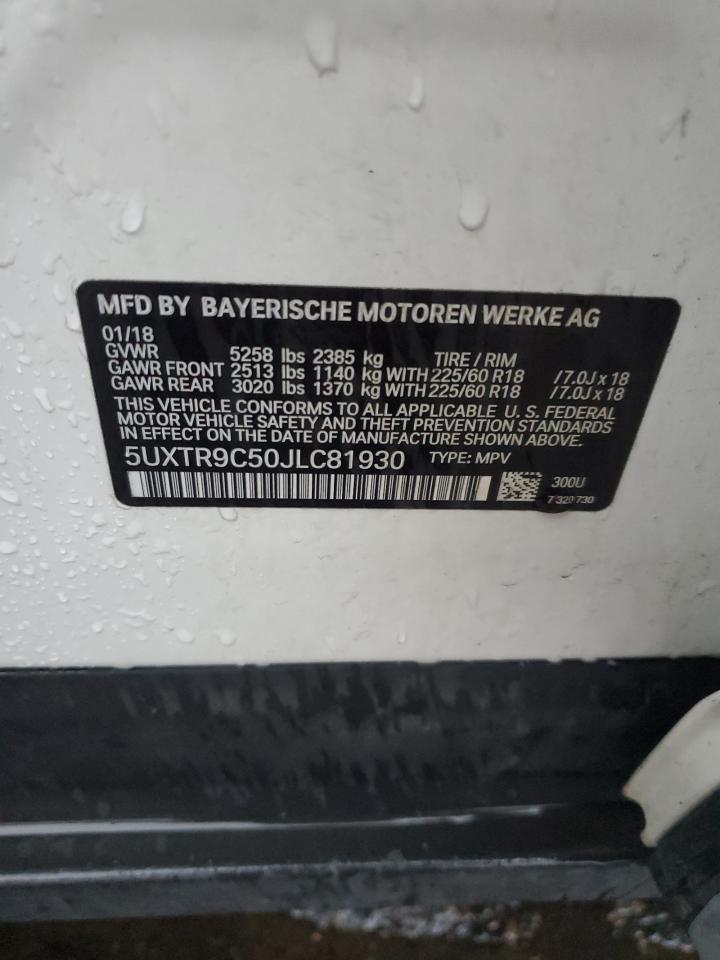 MFD BY BAYERISCHE MOTOREN WERKE AG
01/18
GVWR 5258 lbs 2385 kg TIRE / RIM
GAWR FRONT 2513 lbs 1140 kg WITH 225/60 R18 /7.0J x 18
GAWR REAR 3020 lbs 1370 kg WITH 225/60 R18 /7.0J x 18
THIS VEHICLE CONFORMS TO ALL APPLICABLE U. S. FEDERAL
MOTOR VEHICLE SAFETY AND THEFT PREVENTION STANDARDS
IN EFFECT ON THE DATE OF MANUFACTURE SHOWN ABOVE.
5UXTR9C50JLC81930 TYPE: MPV
300U
7 320 730